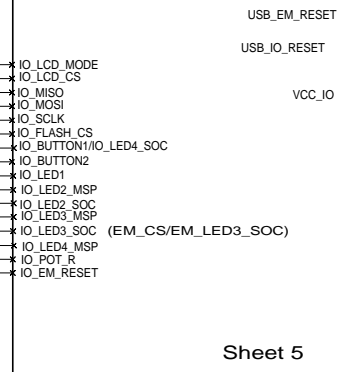 USB_EM_RESET
USB_IO_RESET
IO_LCD_MODE
IO_LCD_CS
IO_MISO
VCC_IO
IO_MOSI
IO_SCLK
IO_FLASH_CS
IO_BUTTON1/IO_LED4_SOC
IO_BUTTON2
IO_LED1
IO_LED2_MSP
IO_LED2_SOC
IO_LED3_MSP
IO_LED3_SOC (EM_CS/EM_LED3_SOC)
IO_LED4_MSP
IO_POT_R
IO_EM_RESET
Sheet 5